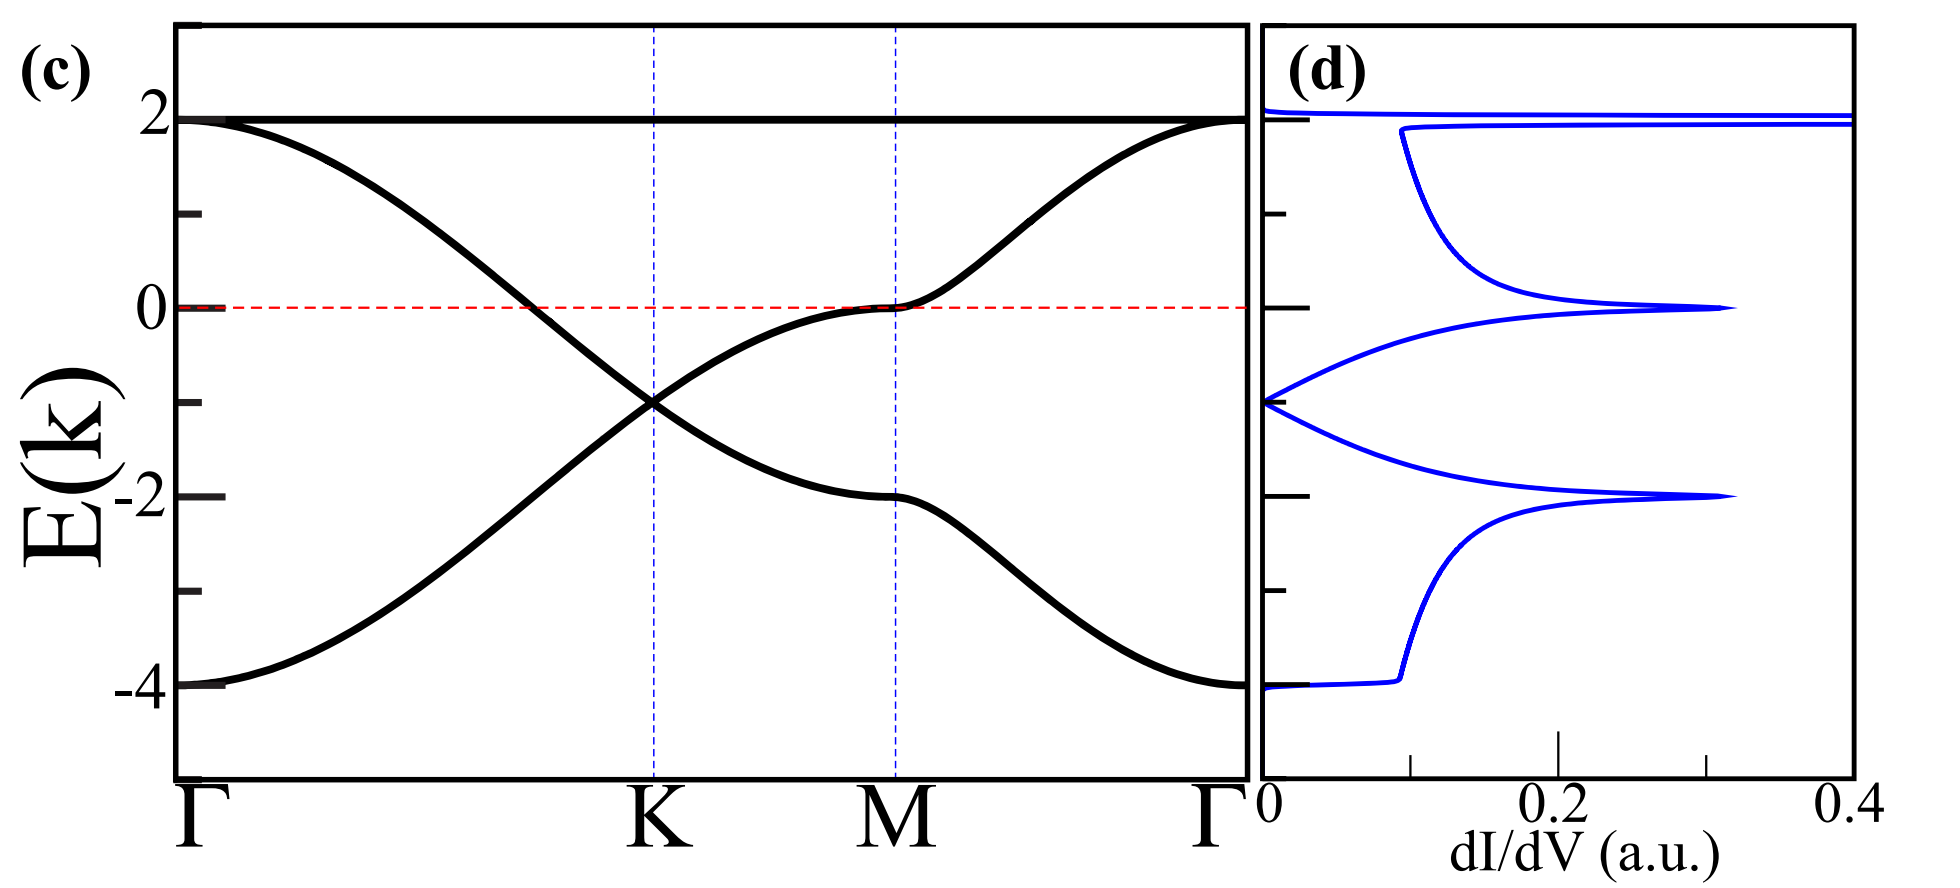 (c)
(d)
2
0
-2
-4
E(k)
Γ K M Γ
0 0.2 0.4
dI/dV (a.u.)